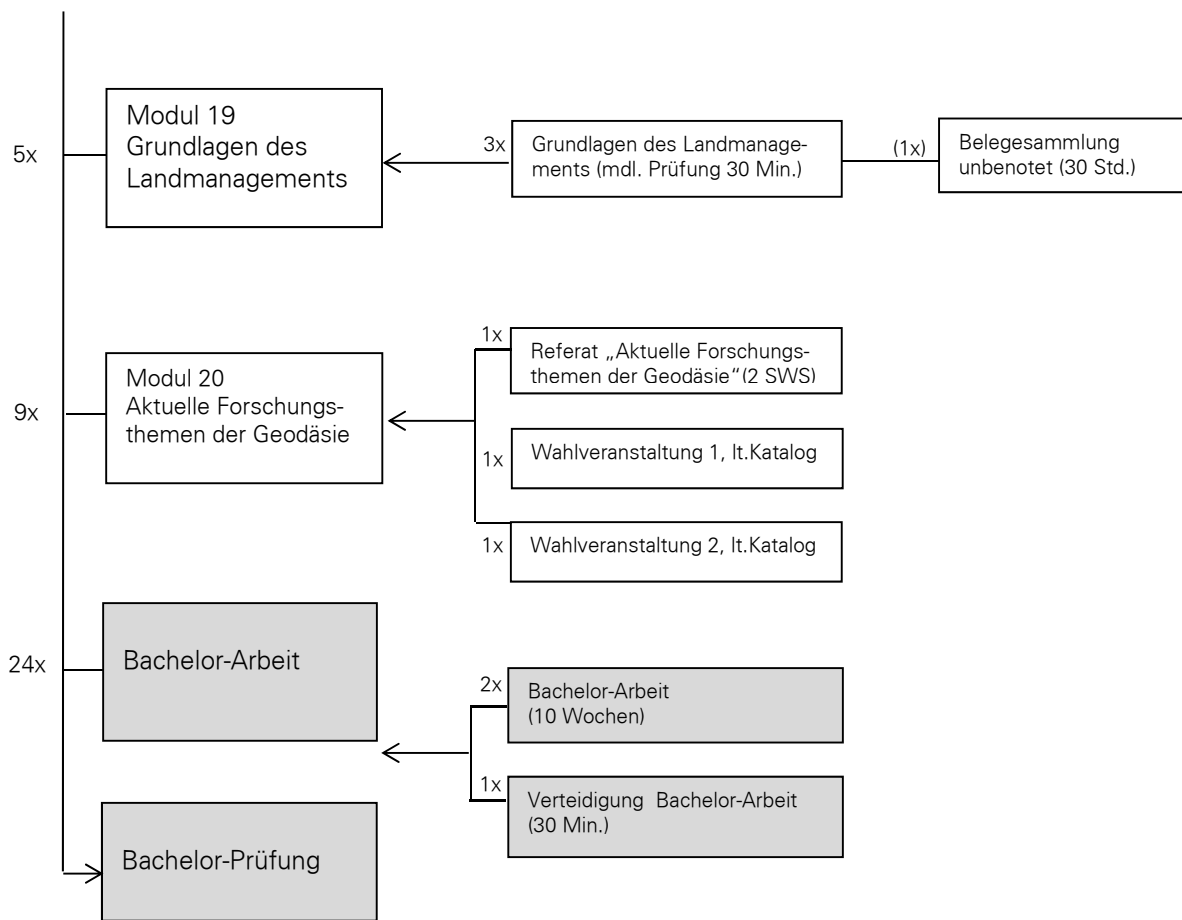 5x
Modul 19
Grundlagen des
Landmanagements
3x
Grundlagen des Landmanage-
ments (mdl. Prüfung 30 Min.)
(1x)
Belegesammlung
unbenotet (30 Std.)
9x
Modul 20
Aktuelle Forschungs-
themen der Geodäsie
1x
Referat „Aktuelle Forschungs-
themen der Geodäsie“(2 SWS)
1x
Wahlveranstaltung 1, lt.Katalog
1x
Wahlveranstaltung 2, lt.Katalog
24x
Bachelor-Arbeit
2x
Bachelor-Arbeit
(10 Wochen)
1x
Verteidigung Bachelor-Arbeit
(30 Min.)
Bachelor-Prüfung